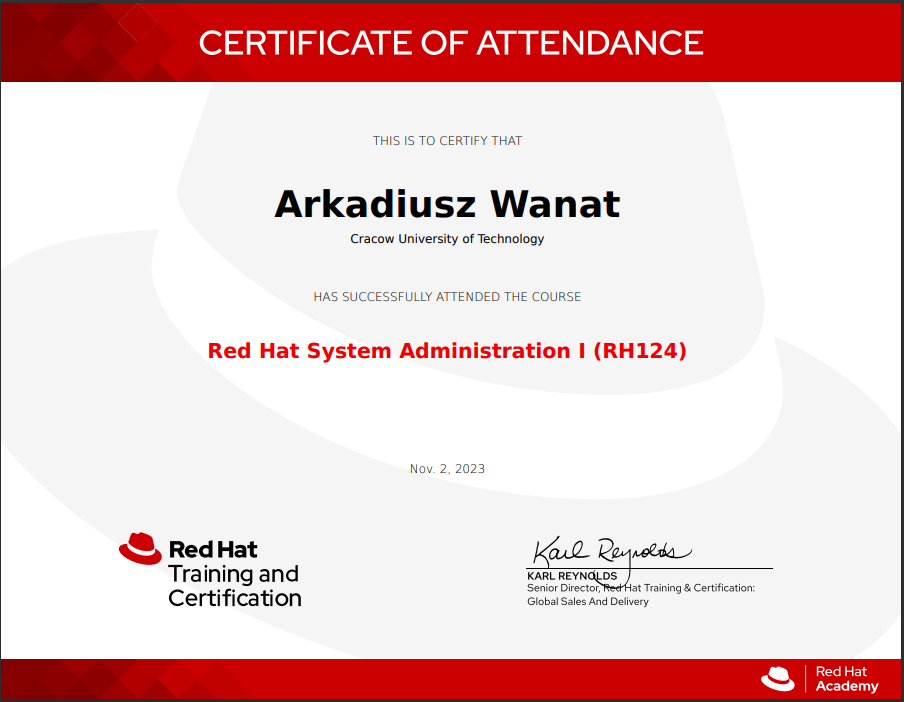 CERTIFICATE OF ATTENDANCE
THIS IS TO CERTIFY THAT
Arkadiusz Wanat
Cracow University of Technology
HAS SUCCESSFULLY ATTENDED THE COURSE
Red Hat System Administration I (RH124)
Nov. 2, 2023
Red Hat
Training and
Certification
Karl Reynolds
KARL REYNOLDS
Senior Director, Red Hat Training & Certification:
Global Sales And Delivery
Red Hat
Academy